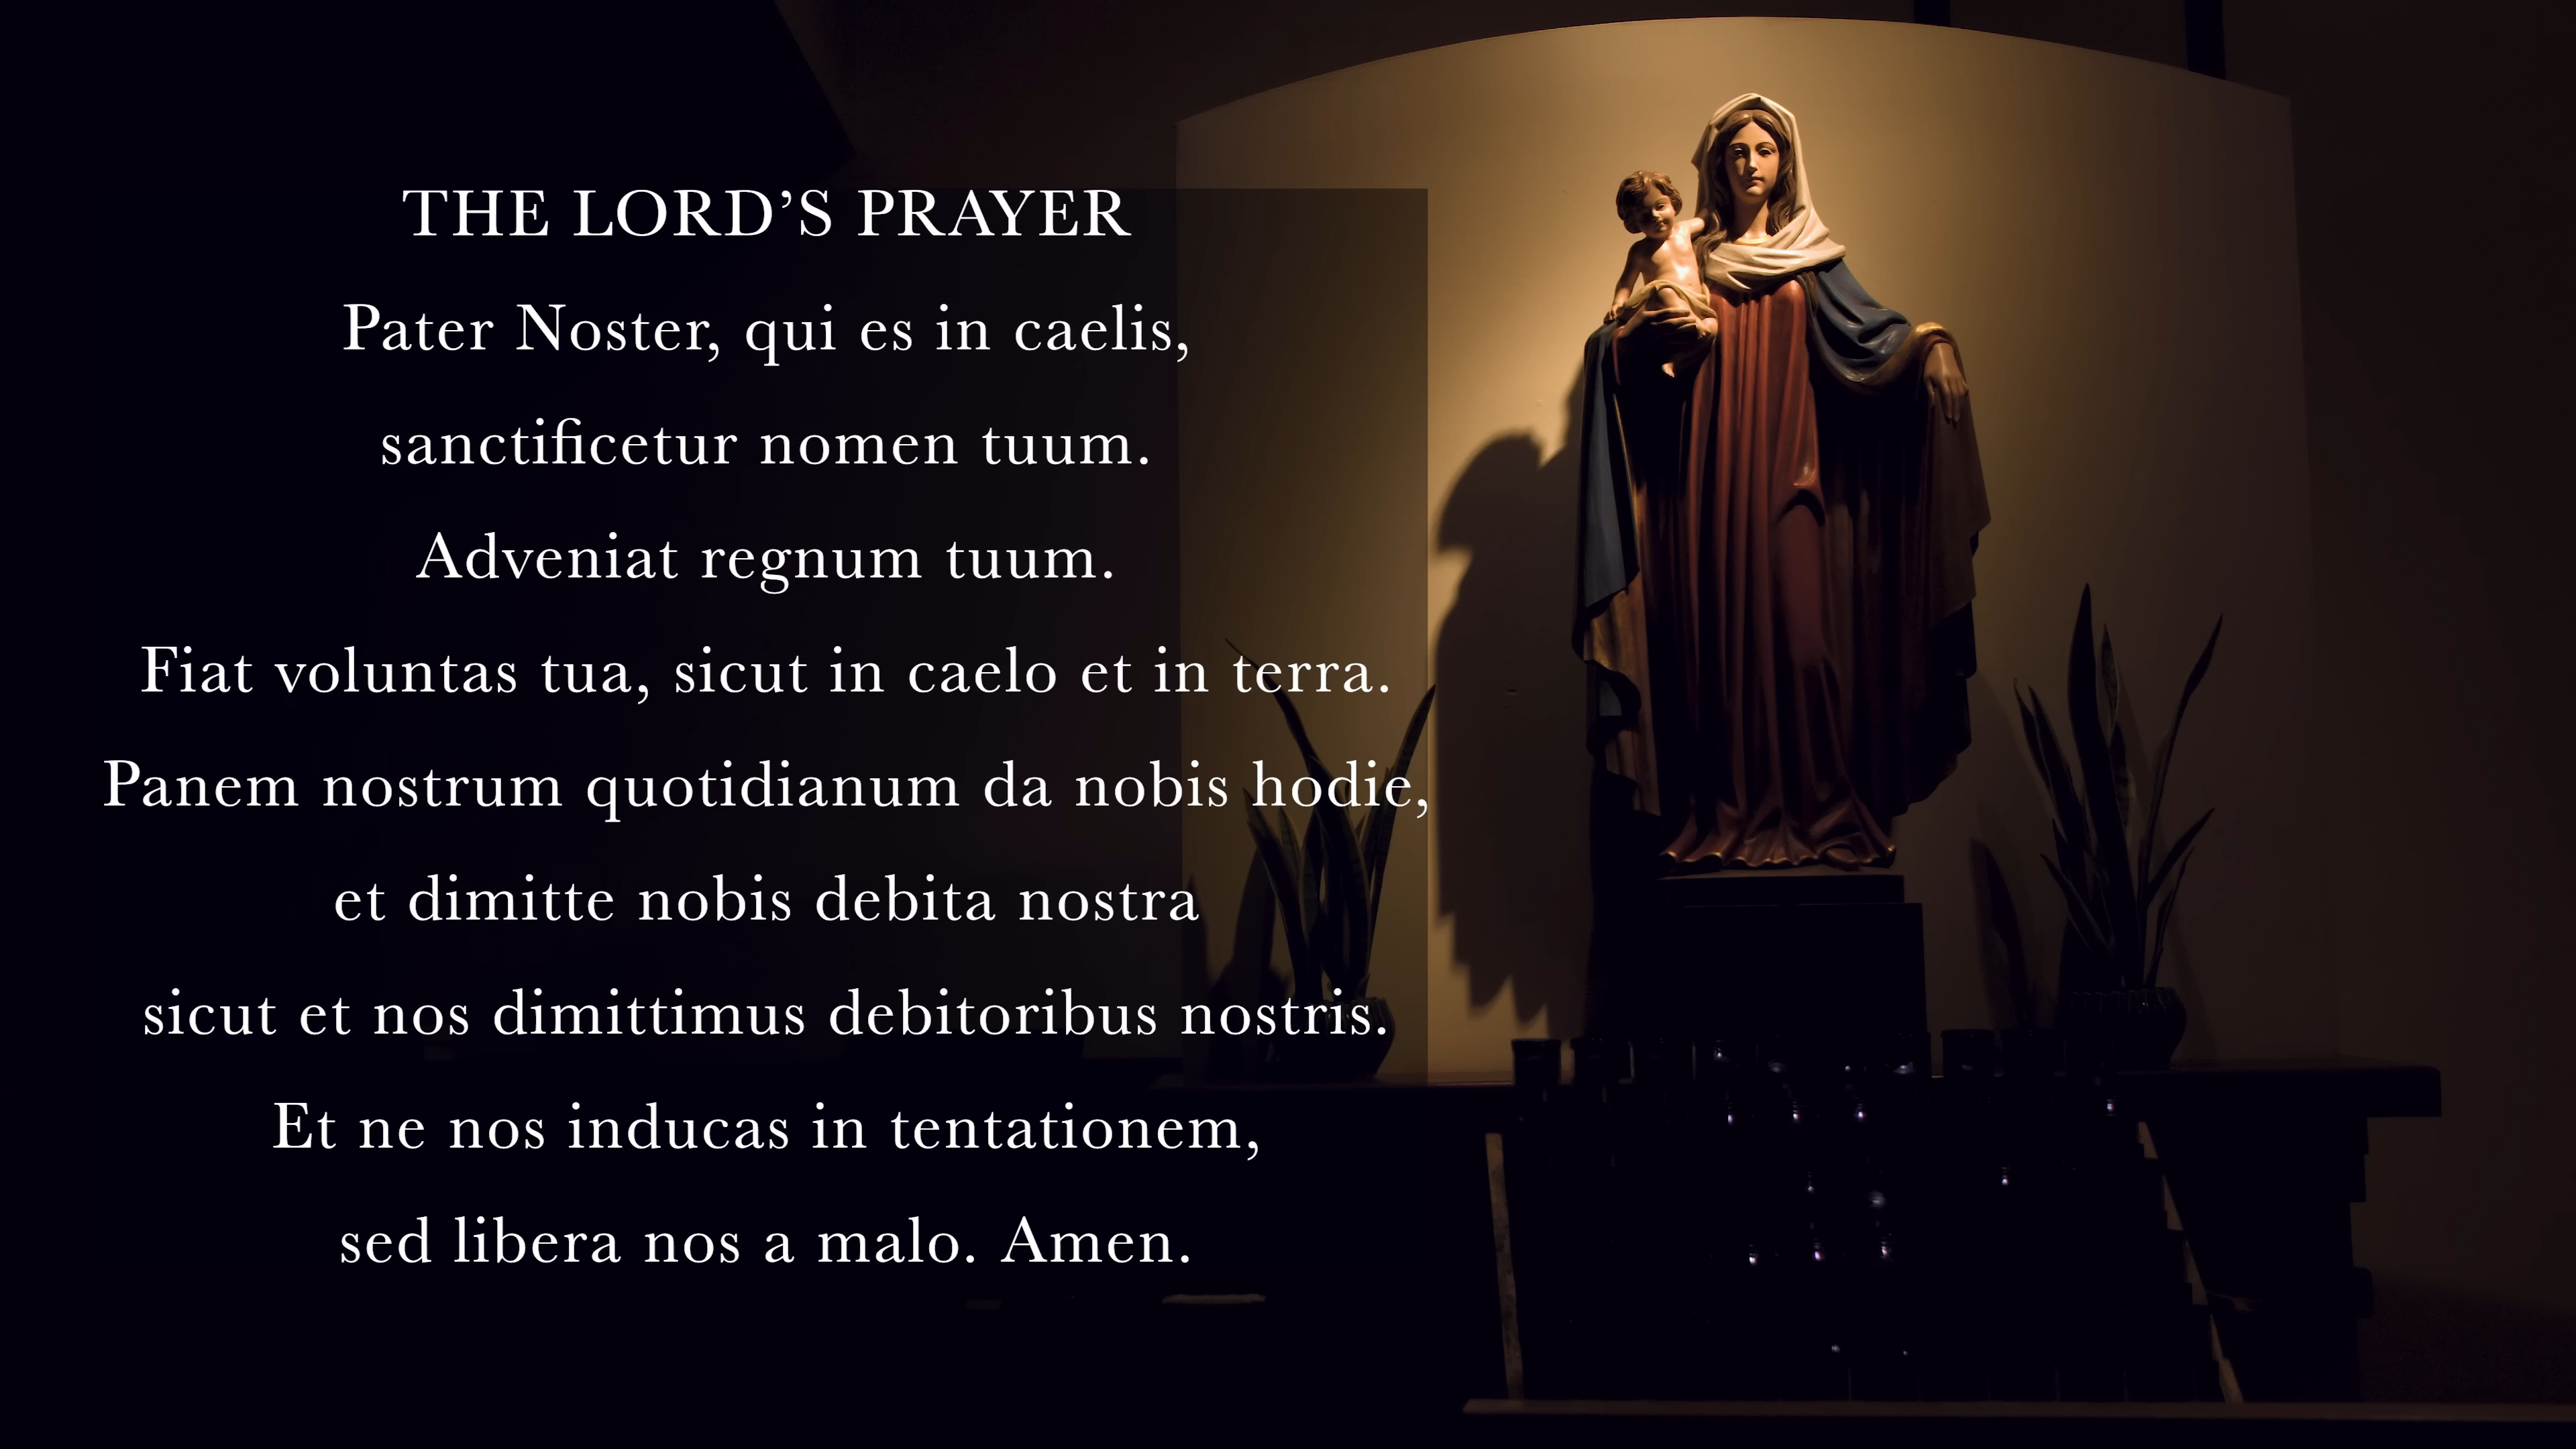 THE LORD’S PRAYER
Pater Noster, qui es in caelis,
sanctificetur nomen tuum.
Adveniat regnum tuum.
Fiat voluntas tua, sicut in caelo et in terra.
Panem nostrum quotidianum da nobis hodie,
et dimitte nobis debita nostra
sicut et nos dimittimus debitoribus nostris.
Et ne nos inducas in tentationem,
sed libera nos a malo. Amen.